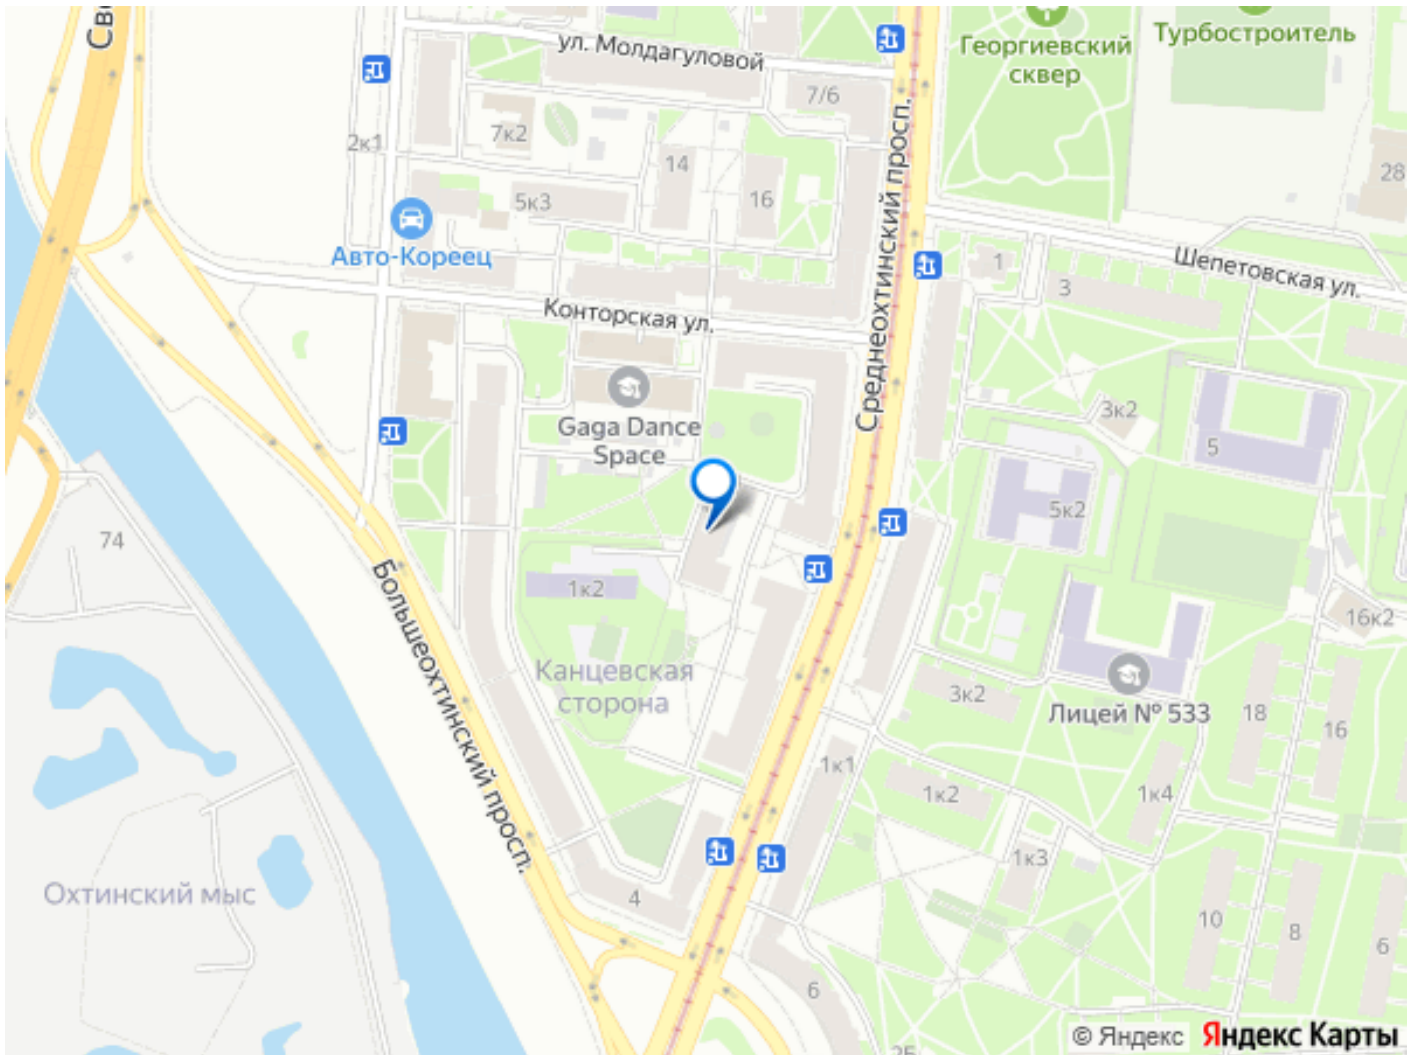 Све
ул. Молдагуловой
Георгиевский
сквер
Турбостроитель
7/6
7к2
2к1
14
28
5к3
16
Среднеохтинский просп.
Авто-Кореец
1
3
Шепетовская ул.
Конторская ул.
Gaga Dance
Space
3к2
5
5к2
74
1к2
16к2
Большеохтинский просп.
Канцевская
сторона
3к2
Лицей № 533
18
16
1к1
1к2
1к4
1к3
Охтинский мыс
4
10
8
6
6
© Яндекс Яндекс Карты